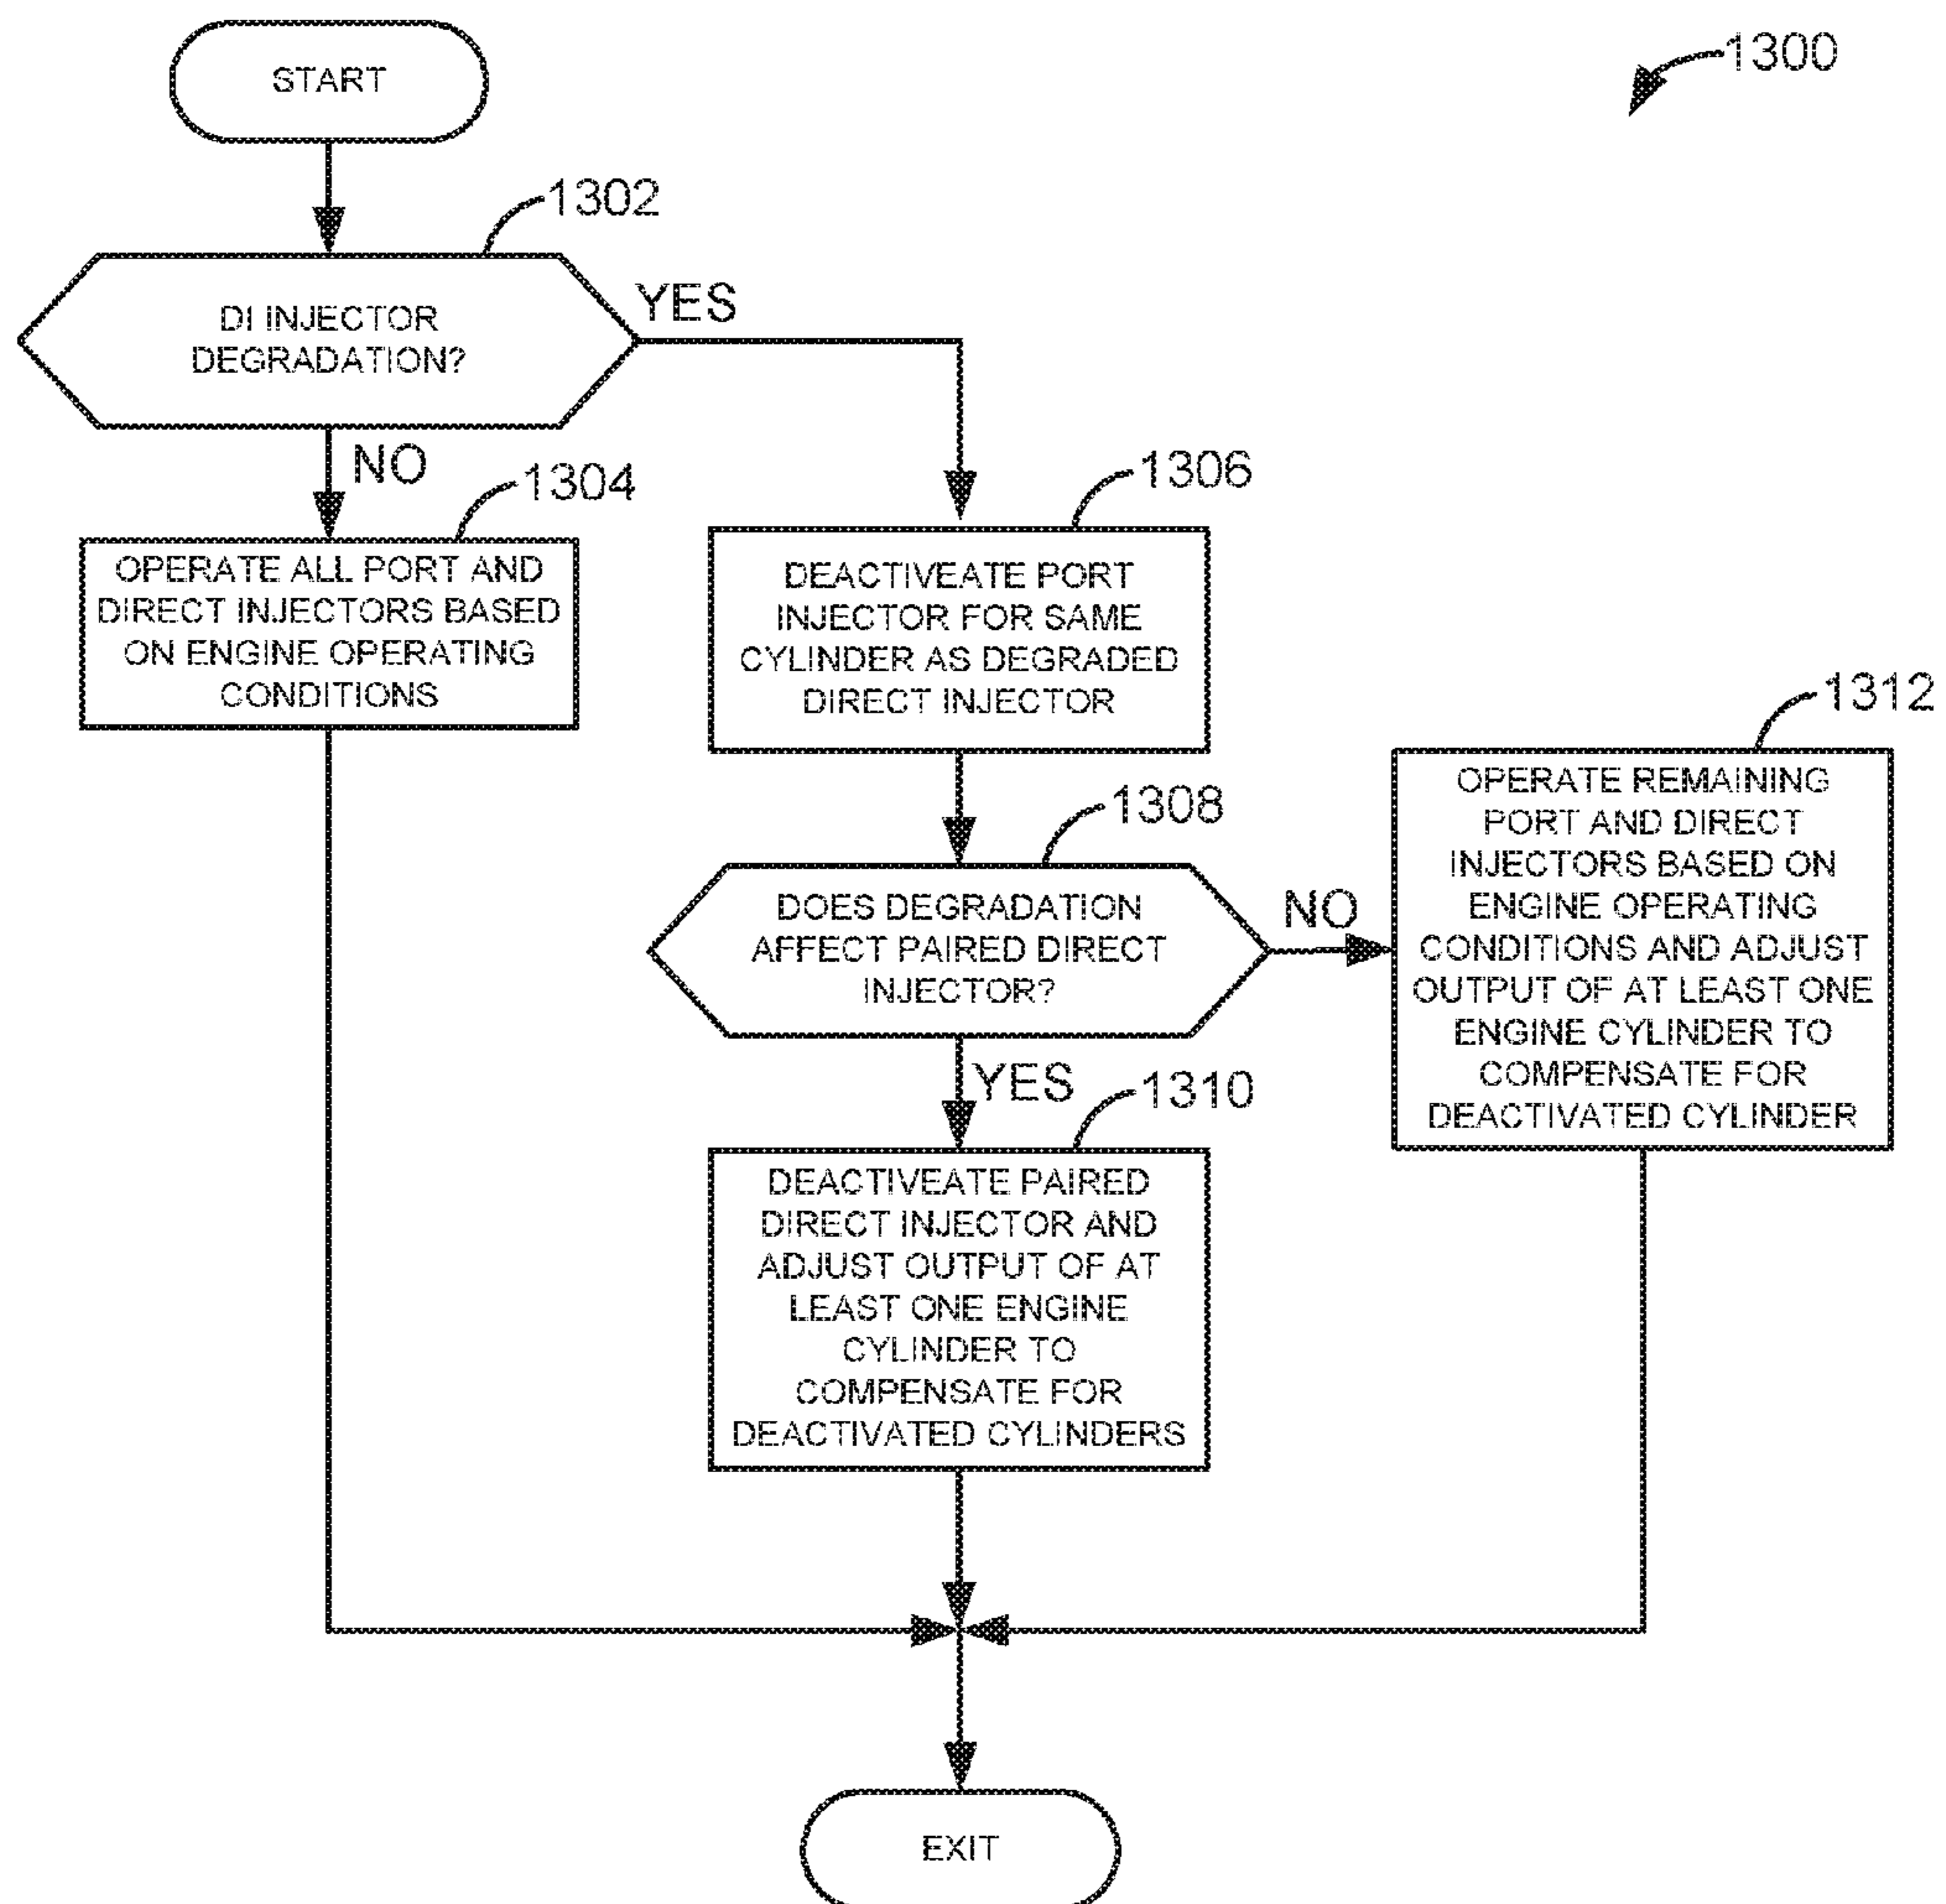 START
1300
1302
DI INJECTOR
DEGRADATION?
YES
NO
1304
OPERATE ALL PORT AND
DIRECT INJECTORS BASED
ON ENGINE OPERATING
CONDITIONS
1306
DEACTIVEATE PORT
INJECTOR FOR SAME
CYLINDER AS DEGRADED
DIRECT INJECTOR
1308
DOES DEGRADATION
AFFECT PAIRED DIRECT
INJECTOR?
NO
1312
OPERATE REMAINING
PORT AND DIRECT
INJECTORS BASED ON
ENGINE OPERATING
CONDITIONS AND ADJUST
OUTPUT OF AT LEAST ONE
ENGINE CYLINDER TO
COMPENSATE FOR
DEACTIVATED CYLINDER
YES
1310
DEACTIVEATE PAIRED
DIRECT INJECTOR AND
ADJUST OUTPUT OF AT
LEAST ONE ENGINE
CYLINDER TO
COMPENSATE FOR
DEACTIVATED CYLINDERS
EXIT